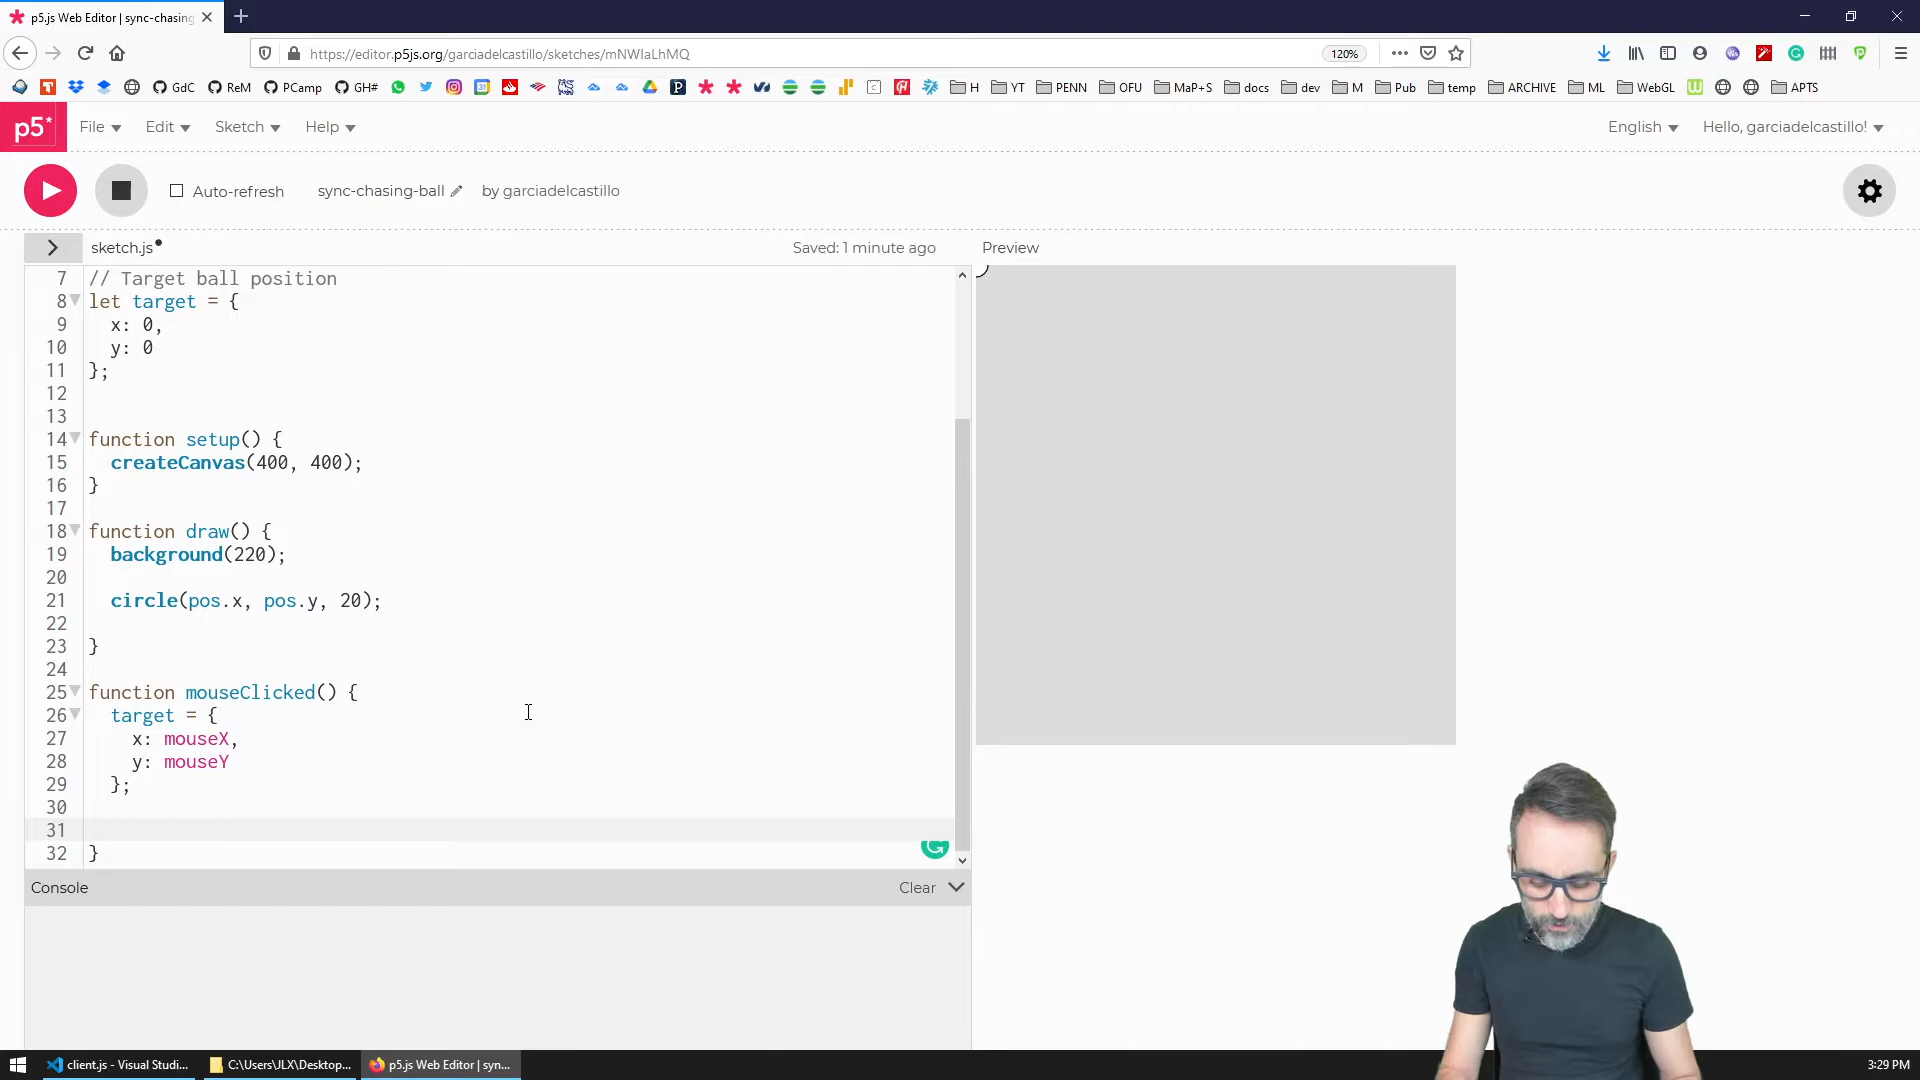 p5.js Web Editor | sync-chasing
https://editor.p5js.org/garciadelcastillo/sketches/mNWIaLhMQ
120%
GdC ReM PCamp GH# H YT PENN OFU MaP+S docs dev M Pub temp ARCHIVE ML WebGL APTS
p5* File Edit Sketch Help English Hello, garciadelcastillo!
Auto-refresh sync-chasing-ball by garciadelcastillo
sketch.js Saved: 1 minute ago Preview
7 // Target ball position
8 let target = {
9 x: 0,
10 y: 0
11 };
12
13
14 function setup() {
15 createCanvas(400, 400);
16 }
17
18 function draw() {
19 background(220);
20
21 circle(pos.x, pos.y, 20);
22
23 }
24
25 function mouseClicked() {
26 target = {
27 x: mouseX,
28 y: mouseY
29 };
30
31
32 }
Console Clear
client.js - Visual Studi... C:\Users\JLX\Desktop... p5.js Web Editor | syn... 3:29 PM